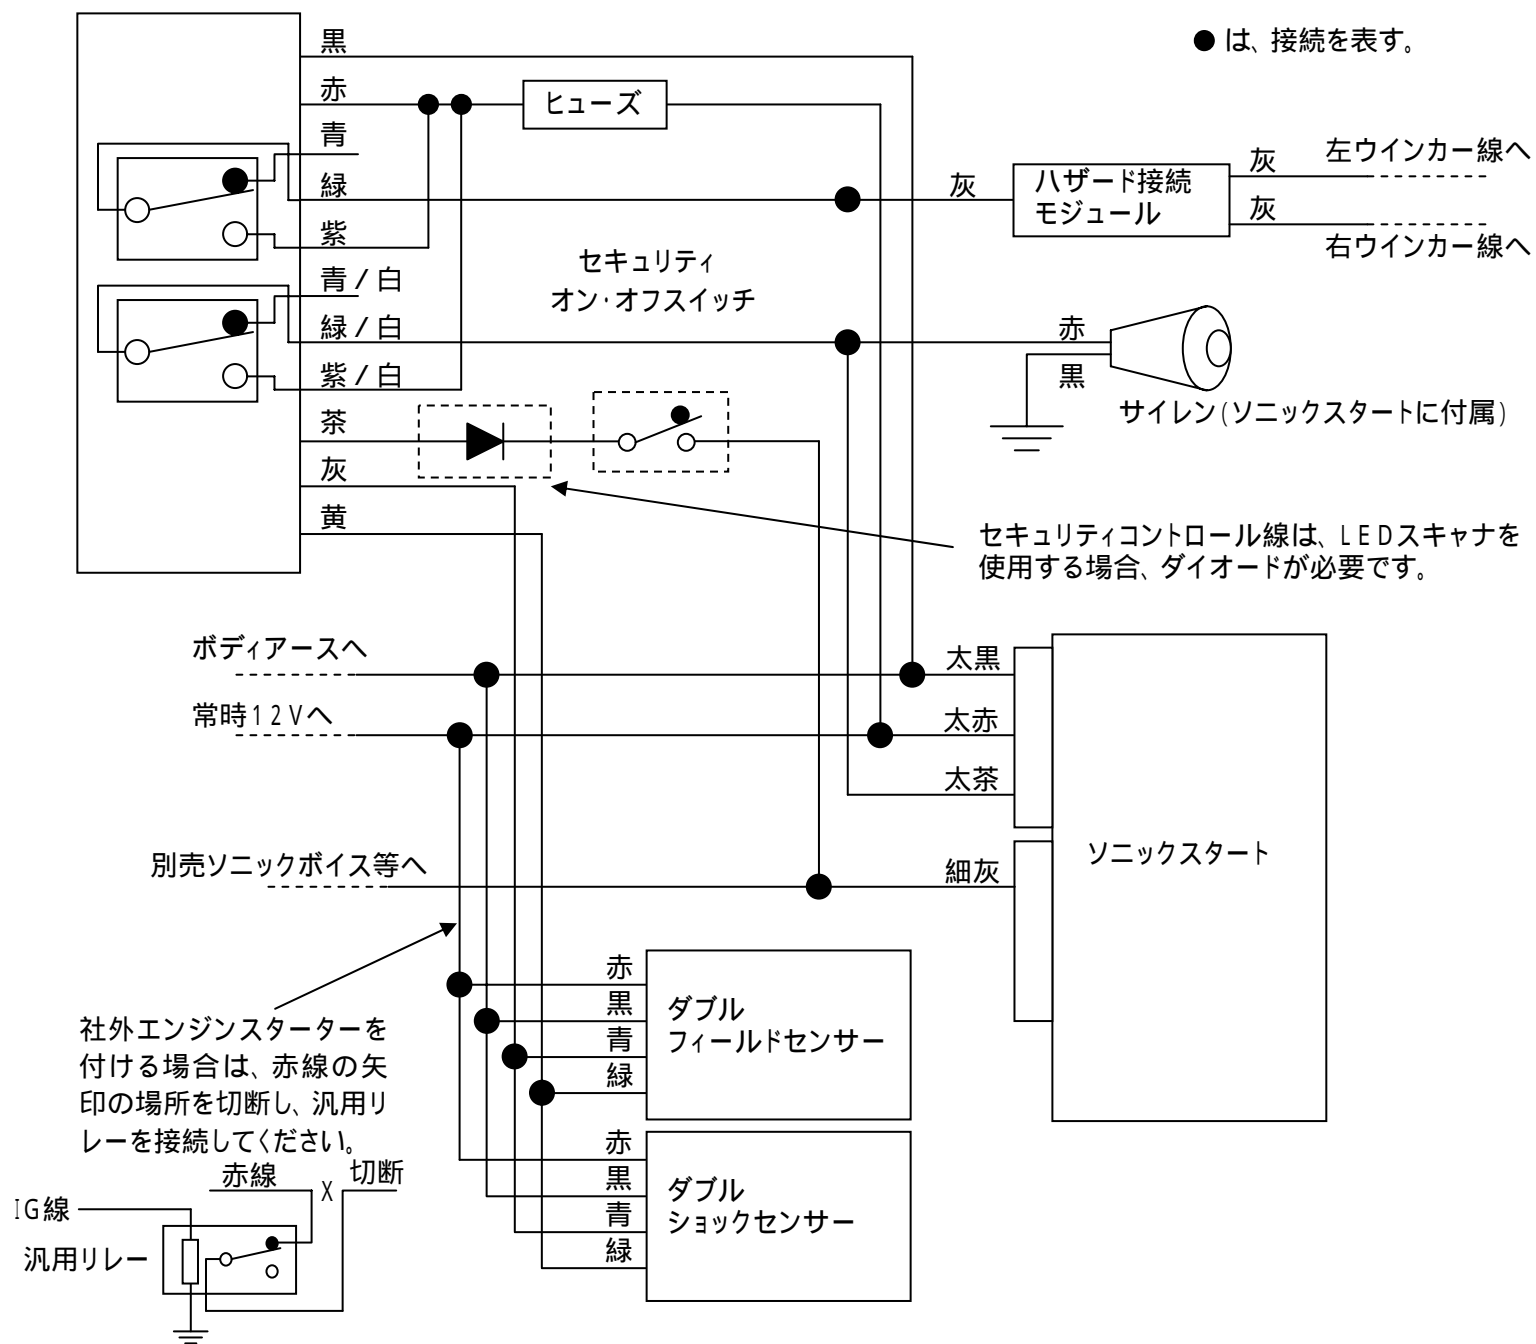 ● は、接続を表す。
黒
赤
ヒューズ
青
緑
紫
青/白
緑/白
紫/白
茶
灰
黄
灰
ハザード接続
モジュール
灰
左ウインカー線へ
灰
右ウインカー線へ
セキュリティ
オン・オフスイッチ
赤
黒
サイレン(ソニックスタートに付属)
セキュリティコントロール線は、LEDスキャナを
使用する場合、ダイオードが必要です。
ボディアースへ
太黒
常時12Vへ
太赤
太茶
ソニックスタート
別売ソニックボイス等へ
細灰
赤
黒
青
緑
ダブル
フィールドセンサー
社外エンジンスターターを
付ける場合は、赤線の矢
印の場所を切断し、汎用リ
レーを接続してください。
赤
黒
青
緑
ダブル
ショックセンサー
赤線
X
切断
IG線
汎用リレー